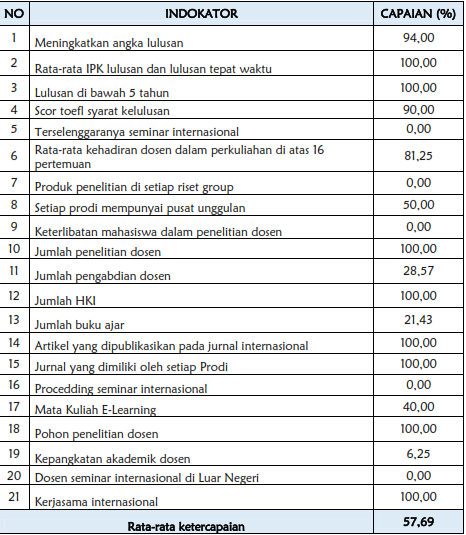 NO INDOKATOR CAPAIAN (%)
1 Meningkatkan angka lulusan 94,00
2 Rata-rata IPK lulusan dan lulusan tepat waktu 100,00
3 Lulusan di bawah 5 tahun 100,00
4 Scor toefl syarat kelulusan 90,00
5 Terselenggaranya seminar internasional 0,00
6 Rata-rata kehadiran dosen dalam perkuliahan di atas 16
pertemuan 81,25
7 Produk penelitian di setiap riset group 0,00
8 Setiap prodi mempunyai pusat unggulan 50,00
9 Keterlibatan mahasiswa dalam penelitian dosen 0,00
10 Jumlah penelitian dosen 100,00
11 Jumlah pengabdian dosen 28,57
12 Jumlah HKI 100,00
13 Jumlah buku ajar 21,43
14 Artikel yang dipublikasikan pada jurnal internasional 100,00
15 Jurnal yang dimiliki oleh setiap Prodi 100,00
16 Procedding seminar internasional 0,00
17 Mata Kuliah E-Learning 40,00
18 Pohon penelitian dosen 100,00
19 Kepangkatan akademik dosen 6,25
20 Dosen seminar internasional di Luar Negeri 0,00
21 Kerjasama internasional 100,00
Rata-rata ketercapaian 57,69